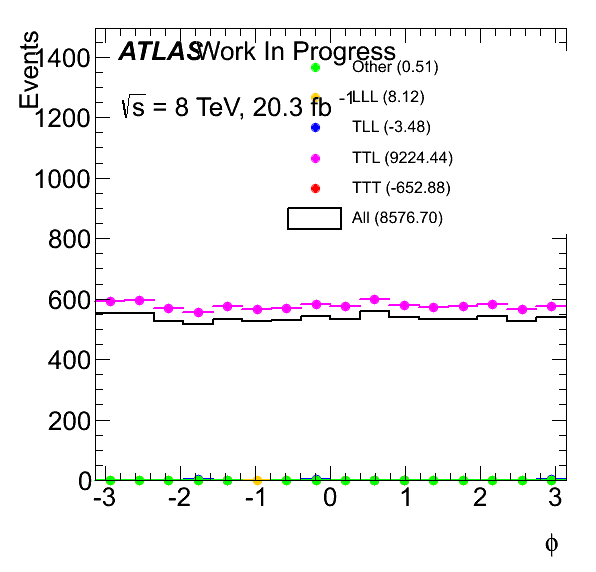 ATLAS Work In Progress
√s = 8 TeV, 20.3 fb -1
Other (0.51)
LLL (8.12)
TLL (-3.48)
TTL (9224.44)
TTT (-652.88)
All (8576.70)
Events
1400
1200
1000
800
600
400
200
0
-3 -2 -1 0 1 2 3
ϕ